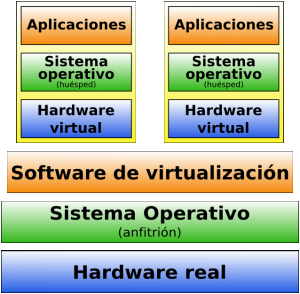 Aplicaciones
Sistema
operativo
(huésped)
Hardware
virtual
Aplicaciones
Sistema
operativo
(huésped)
Hardware
virtual
Software de virtualización
Sistema Operativo
(anfitrión)
Hardware real